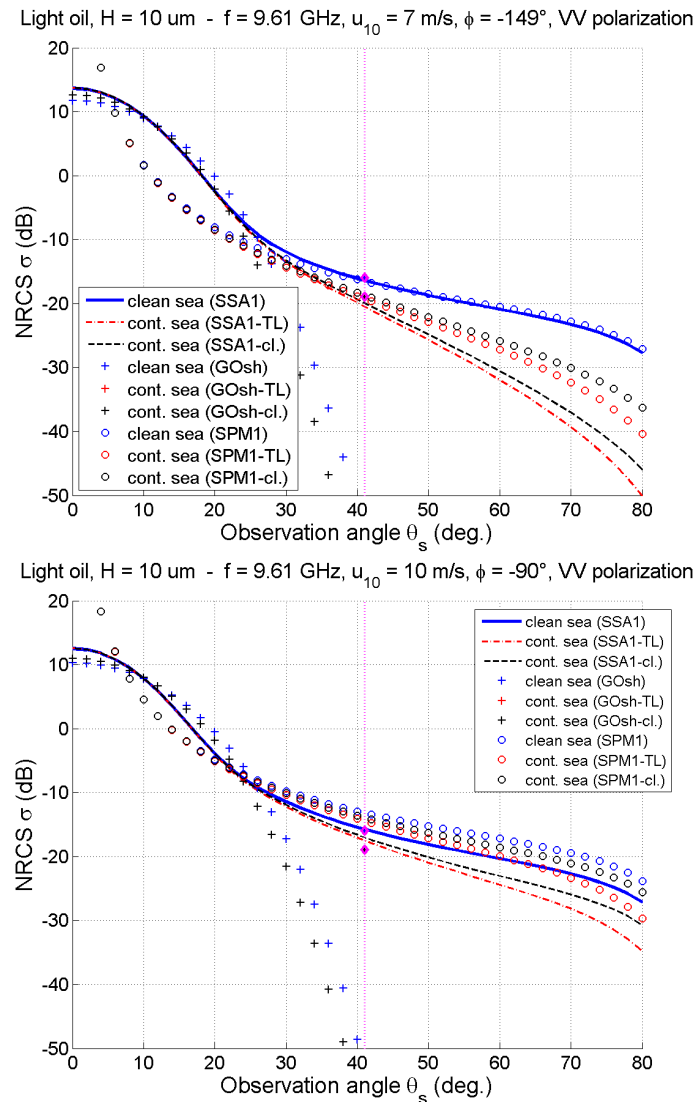 Light oil, H = 10 um - f = 9.61 GHz, u10 = 7 m/s, ϕ = -149°, VV polarization
20
10
0
-10
-20
-30
-40
-50
NRCS σ (dB)
clean sea (SSA1)
cont. sea (SSA1-TL)
cont. sea (SSA1-cl.)
clean sea (GOsh)
cont. sea (GOsh-TL)
cont. sea (GOsh-cl.)
clean sea (SPM1)
cont. sea (SPM1-TL)
cont. sea (SPM1-cl.)
0 10 20 30 40 50 60 70 80
Observation angle θs (deg.)
Light oil, H = 10 um - f = 9.61 GHz, u10 = 10 m/s, ϕ = -90°, VV polarization
20
10
0
-10
-20
-30
-40
-50
NRCS σ (dB)
clean sea (SSA1)
cont. sea (SSA1-TL)
cont. sea (SSA1-cl.)
clean sea (GOsh)
cont. sea (GOsh-TL)
cont. sea (GOsh-cl.)
clean sea (SPM1)
cont. sea (SPM1-TL)
cont. sea (SPM1-cl.)
0 10 20 30 40 50 60 70 80
Observation angle θs (deg.)